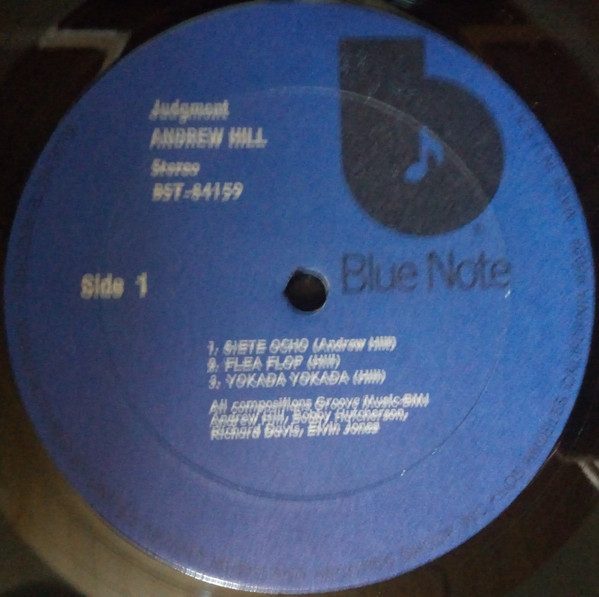 Judgment
ANDREW HILL
Stereo
BST-84159
Blue Note
Side 1
1. SIETE OCHO (Andrew Hill)
2. FLEA FLOP (Hill)
3. YOKADA YOKADA (Hill)
All compositions Groove Music-BMI
Andrew Hill, Bobby Hutcherson,
Richard Davis, Elvin Jones